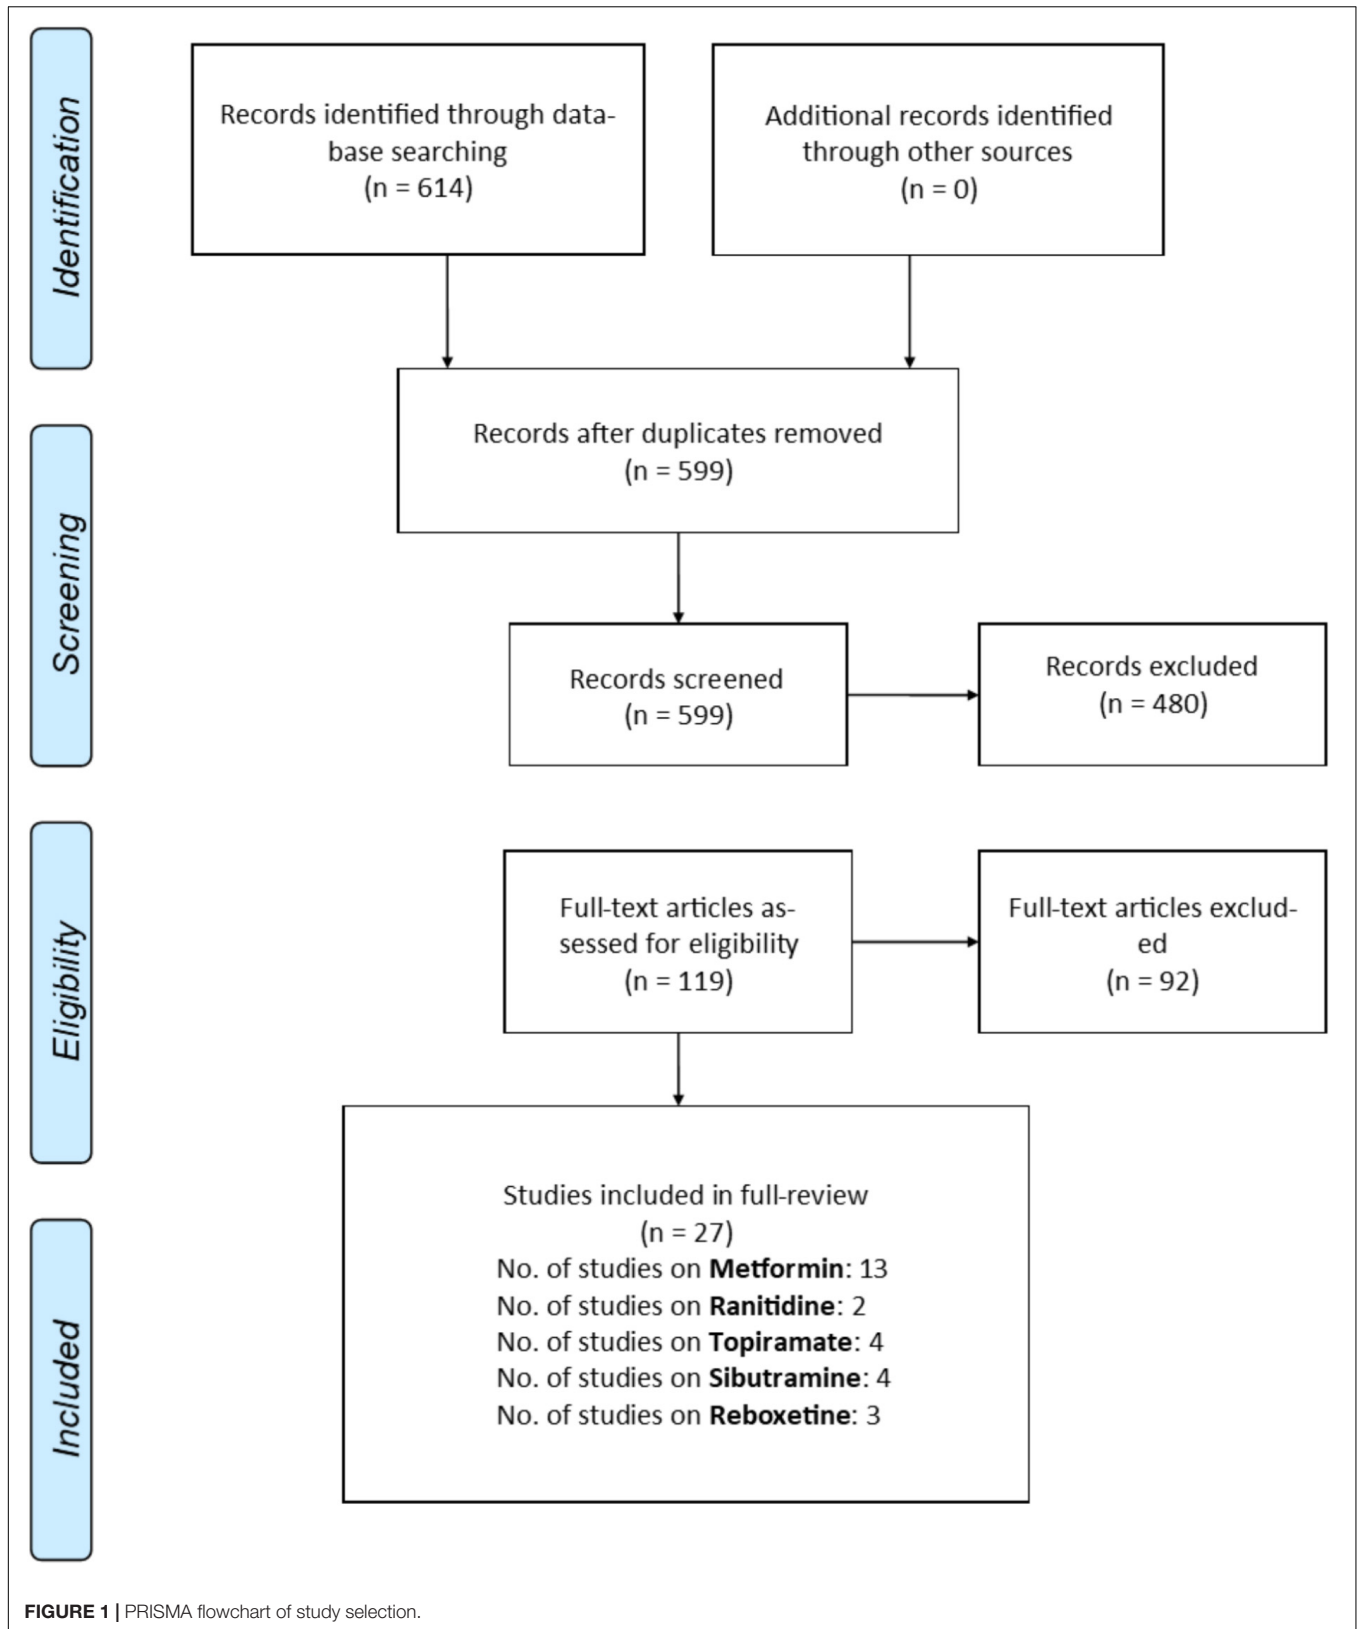 Identification
Records identified through data-
base searching
(n = 614)
Additional records identified
through other sources
(n = 0)
Screening
Records after duplicates removed
(n = 599)
Records screened
(n = 599)
Records excluded
(n = 480)
Eligibility
Full-text articles as-
sessed for eligibility
(n = 119)
Full-text articles exclud-
ed
(n = 92)
Included
Studies included in full-review
(n = 27)
No. of studies on Metformin: 13
No. of studies on Ranitidine: 2
No. of studies on Topiramate: 4
No. of studies on Sibutramine: 4
No. of studies on Reboxetine: 3
FIGURE 1 | PRISMA flowchart of study selection.